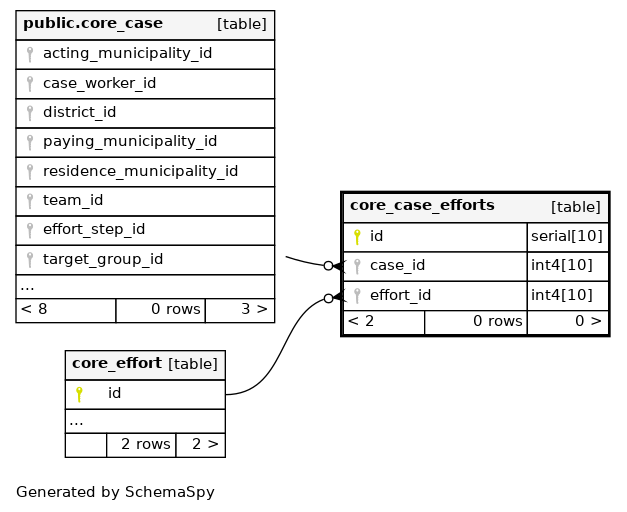 public.core_case [table]
acting_municipality_id
case_worker_id
district_id
paying_municipality_id
residence_municipality_id
team_id
effort_step_id
target_group_id
...
< 8 0 rows 3 >
core_case_efforts [table]
id serial[10]
case_id int4[10]
effort_id int4[10]
< 2 0 rows 0 >
core_effort [table]
id
...
2 rows 2 >
Generated by SchemaSpy